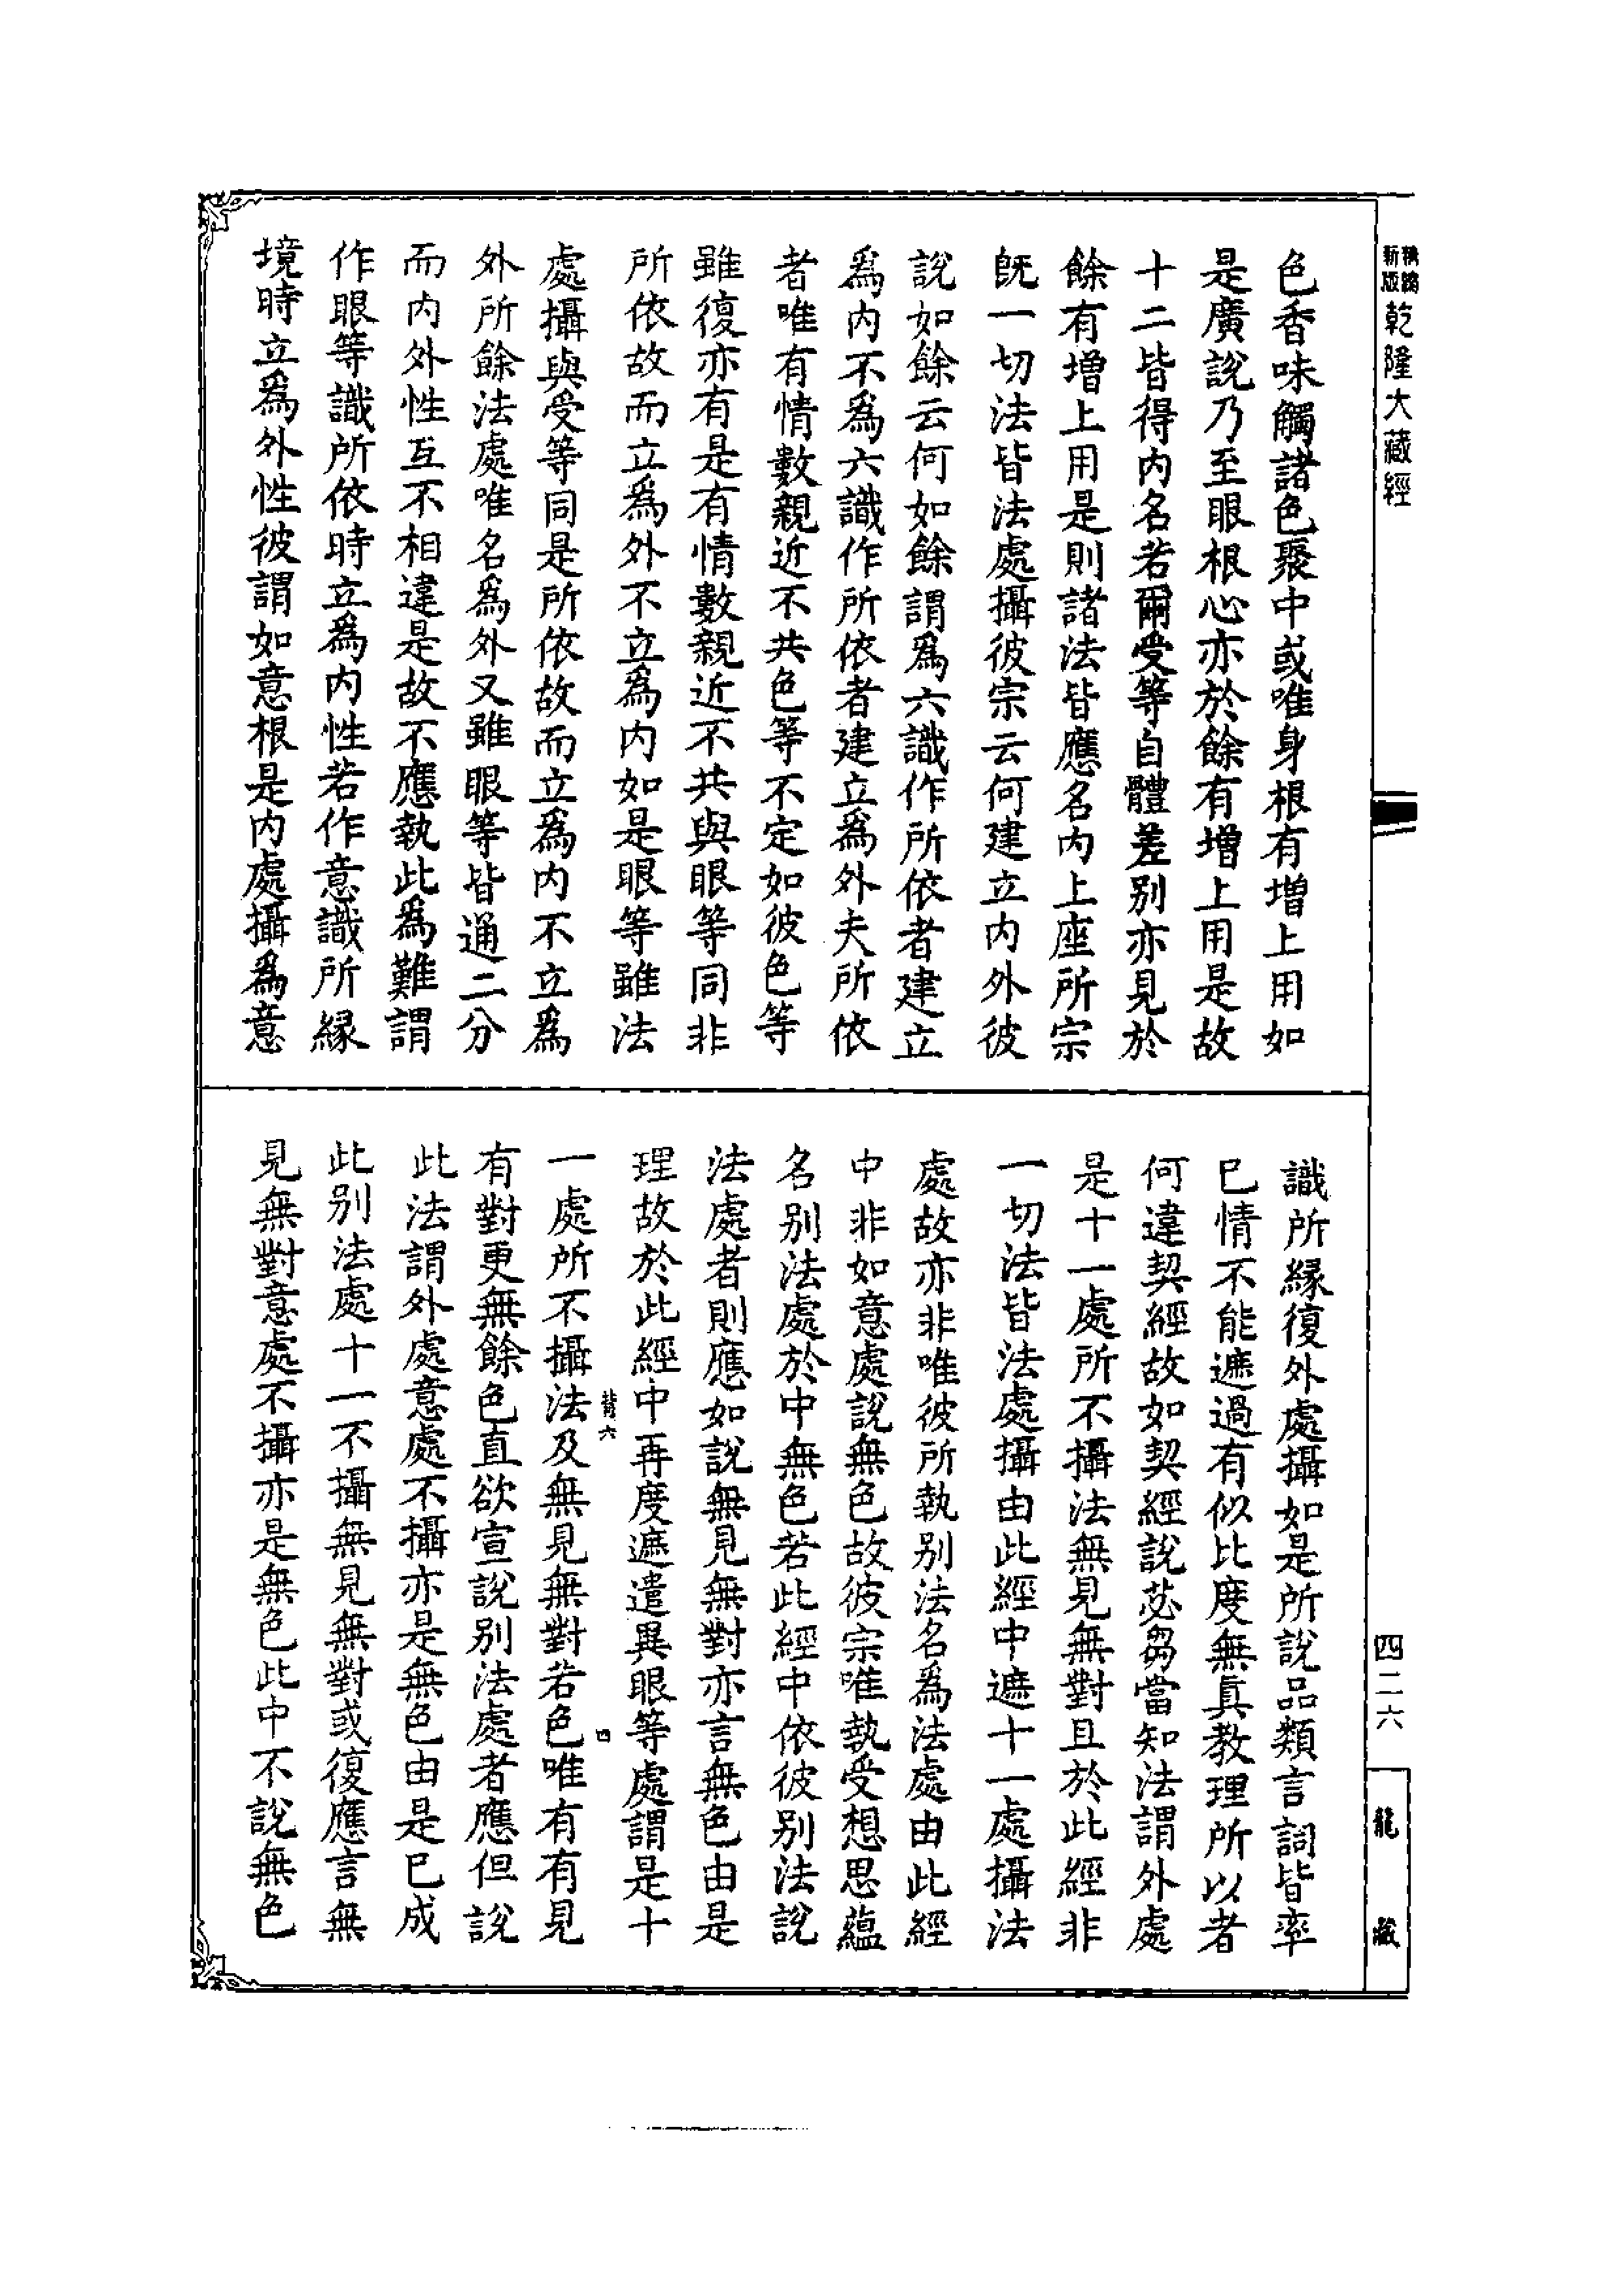 新版
乾隆大藏經
色香味觸諸色聚中或唯身根有增上用如
是廣說乃至眼根心亦於餘有增上用是故
十二皆得內名若爾受等自體差別亦見於
餘有增上用是則諸法皆應名內上座所宗
既一切法皆法處攝彼宗云何建立內外彼
說如餘云何如餘謂為六識作所依者建立
為內不為六識作所依者建立為外夫所依
者唯有情數親近不共色等不定如彼色等
雖復亦有是有情數親近不共與眼等同非
所依故而立為外不立為內如是眼等雖法
處攝與受等同是所依故而立為內不立為
外所餘法處唯名為外又雖眼等皆通二分
而內外性互不相違是故不應執此為難謂
作眼等識所依時立為內性若作意識所緣
境時立為外性彼謂如意根是內處攝為意
識所緣復外處攝如是所說品類言詞皆率
已情不能遮過有似比度無真教理所以者
何違契經故如契經說苾芻當知法謂外處
是十一處所不攝法無見無對且於此經非
一切法皆法處攝由此經中遮十一處攝法
處故亦非唯彼所執別法名為法處由此經
中非如意處說無色故彼宗唯執受想思蘊
名別法處於中無色若此經中依彼別法說
法處者則應如說無見無對亦言無色由是
理故於此經中再度遮遣異眼等處謂是十
一處所不攝法及無見無對若色唯有有見
有對更無餘色直欲宣說別法處者應但說
此法謂外處意處不攝亦是無色由是已成
此別法處十一不攝無見無對或復應言無
見無對意處不攝亦是無色此中不說無色
六
四
四二六
龍藏